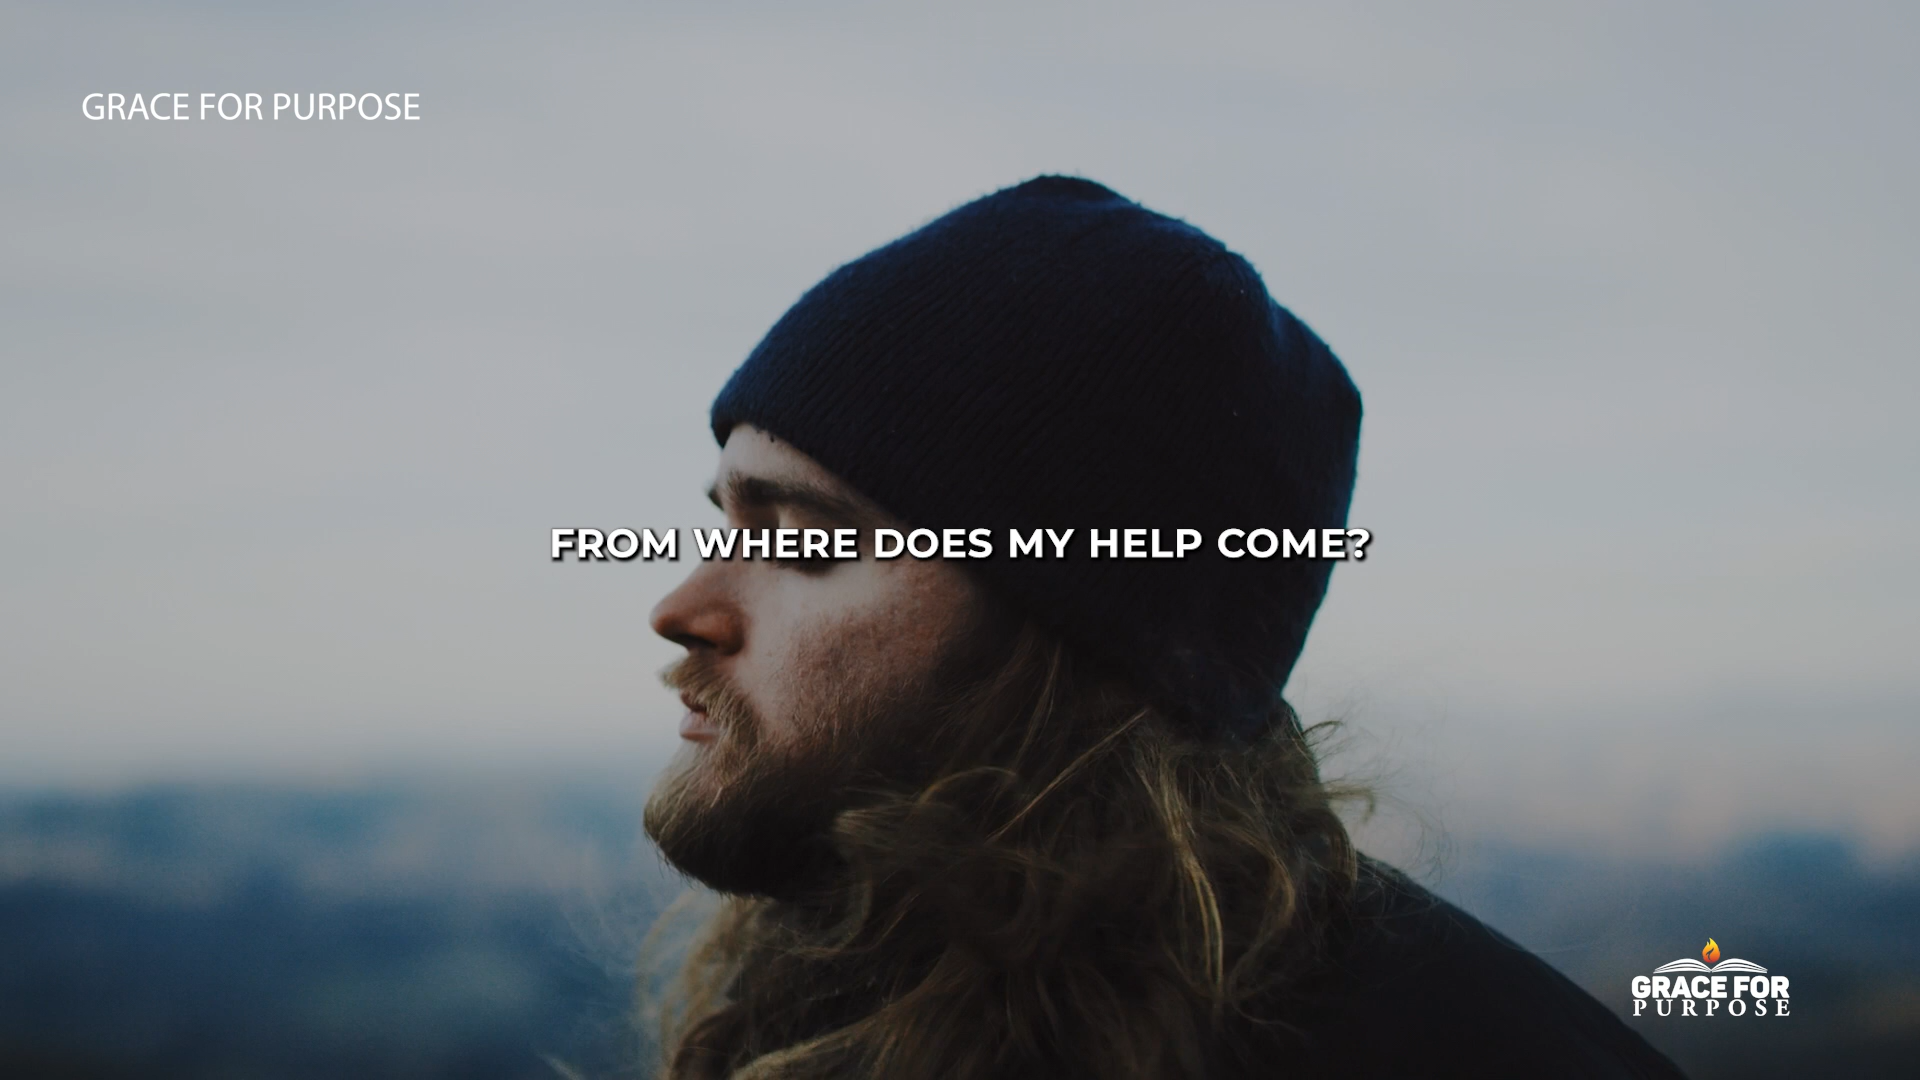 GRACE FOR PURPOSE
FROM WHERE DOES MY HELP COME?
GRACE FOR
PURPOSE